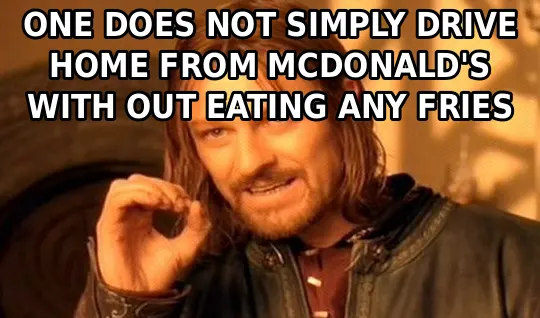 ONE DOES NOT SIMPLY DRIVE
HOME FROM MCDONALD'S
WITH OUT EATING ANY FRIES